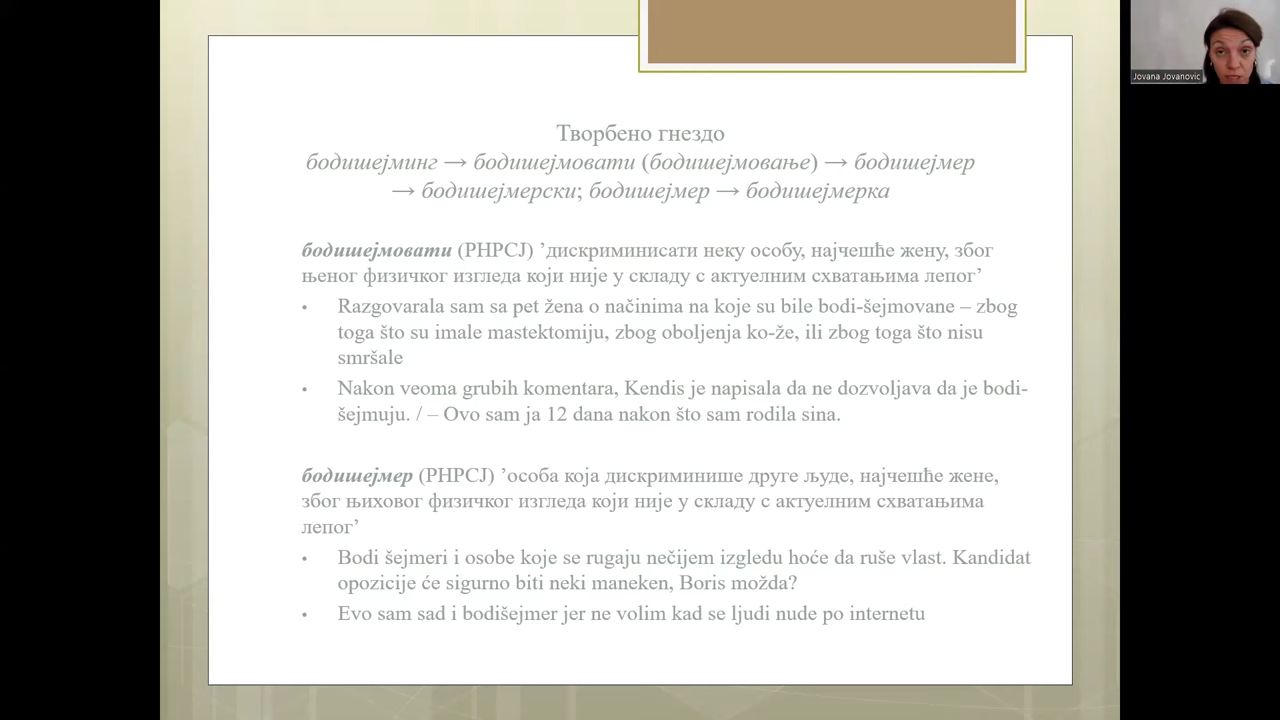 Творбено гнездо
бодишејминг → бодишејмовати (бодишејмовање) → бодишејмер
→ бодишејмерски; бодишејмер → бодишејмерка
бодишејмовати (РНРСЈ) ’дискриминисати неку особу, најчешће жену, због
њеног физичког изгледа који није у складу с актуелним схватањима лепог’
• Razgovarala sam sa pet žena o načinima na koje su bile bodi-šejmovane – zbog
toga što su imale mastektomiju, zbog oboljenja ko-že, ili zbog toga što nisu
smršale
• Nakon veoma grubih komentara, Kendis je napisala da ne dozvoljava da je bodi-
šejmuju. / – Ovo sam ja 12 dana nakon što sam rodila sina.
бодишејмер (РНРСЈ) ’особа која дискриминише друге људе, најчешће жене,
због њиховог физичког изгледа који није у складу с актуелним схватањима
лепог’
• Bodi šejmeri i osobe koje se rugaju nečijem izgledu hoće da ruše vlast. Kandidat
opozicije će sigurno biti neki maneken, Boris možda?
• Evo sam sad i bodišejmer jer ne volim kad se ljudi nude po internetu
Jovana Jovanovic